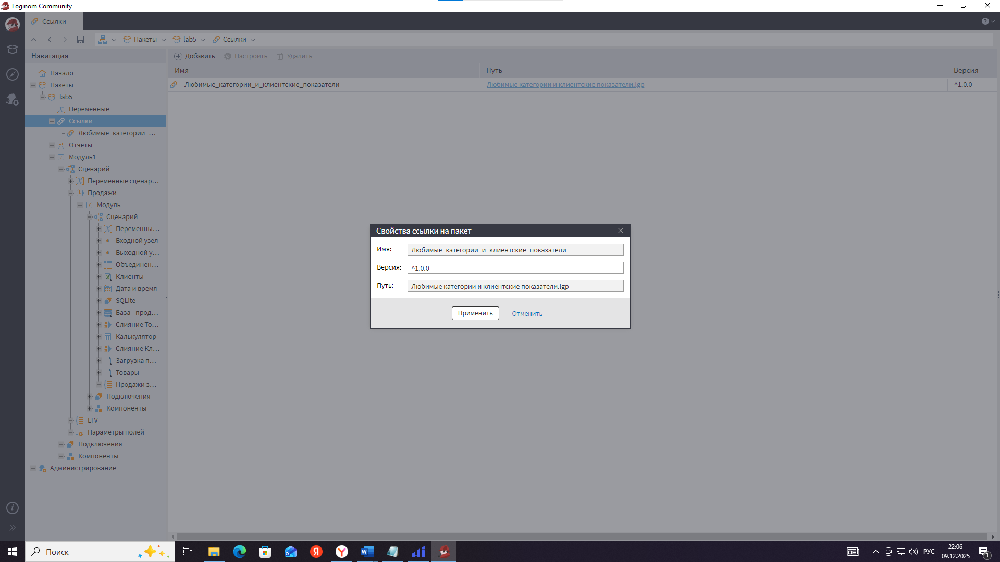 Loginom Community
Ссылки
Пакеты
lab5
Ссылки
Навигация
Добавить
Настроить
Удалить
Имя
Путь
Версия
Любимые_категории_и_клиентские_показатели
Любимые категории и клиентские показатели.lgp
^1.0.0
Начало
Пакеты
lab5
Переменные
Ссылки
Любимые_категории_...
Отчеты
Модуль1
Сценарий
Переменные сценар...
Продажи
Модуль
Сценарий
Переменны...
Входной узел
Выходной у...
Объединен...
Клиенты
Дата и время
SQLite
База - прод...
Слияние То...
Калькулятор
Слияние Кл...
Загрузка п...
Товары
Продажи з...
Подключения
Компоненты
LTV
Параметры полей
Подключения
Компоненты
Администрирование
Свойства ссылки на пакет
Имя:
Любимые_категории_и_клиентские_показатели
Версия:
^1.0.0
Путь:
Любимые категории и клиентские показатели.lgp
Применить
Отменить
Поиск
РУС
22:06
09.12.2025
1